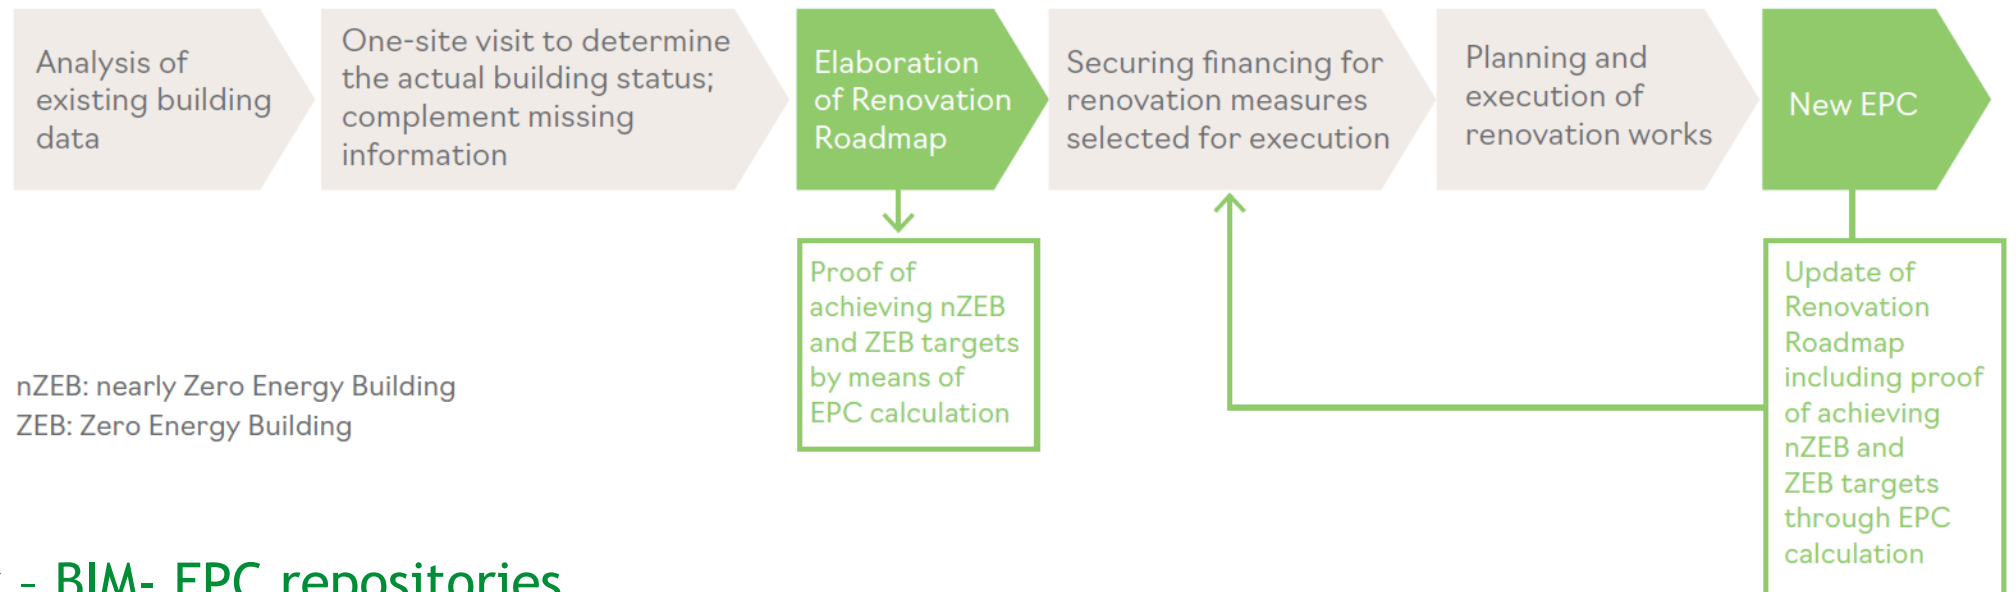 Analysis of
existing building
data
One-site visit to determine
the actual building status;
complement missing
information
Elaboration
of Renovation
Roadmap
Securing financing for
renovation measures
selected for execution
Planning and
execution of
renovation works
New EPC
Proof of
achieving nZEB
and ZEB targets
by means of
EPC calculation
Update of
Renovation
Roadmap
including proof
of achieving
nZEB and
ZEB targets
through EPC
calculation
nZEB: nearly Zero Energy Building
ZEB: Zero Energy Building
- BIM- EPC repositories